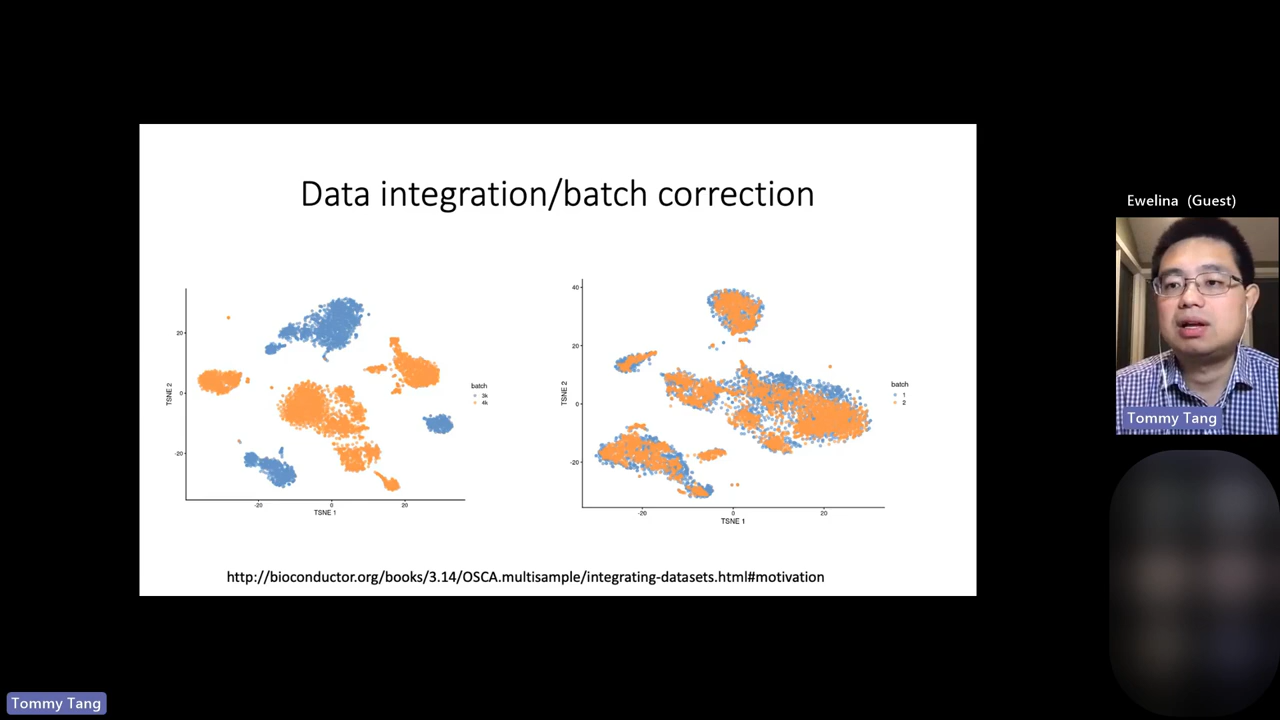 Data integration/batch correction
20
0
-20
TSNE 2
-20
0
20
TSNE 1
batch
3k
4k
40
20
0
-20
TSNE 2
-20
0
20
TSNE 1
batch
1
2
http://bioconductor.org/books/3.14/OSCA.multisample/integrating-datasets.html#motivation
Ewelina (Guest)
Tommy Tang
Tommy Tang